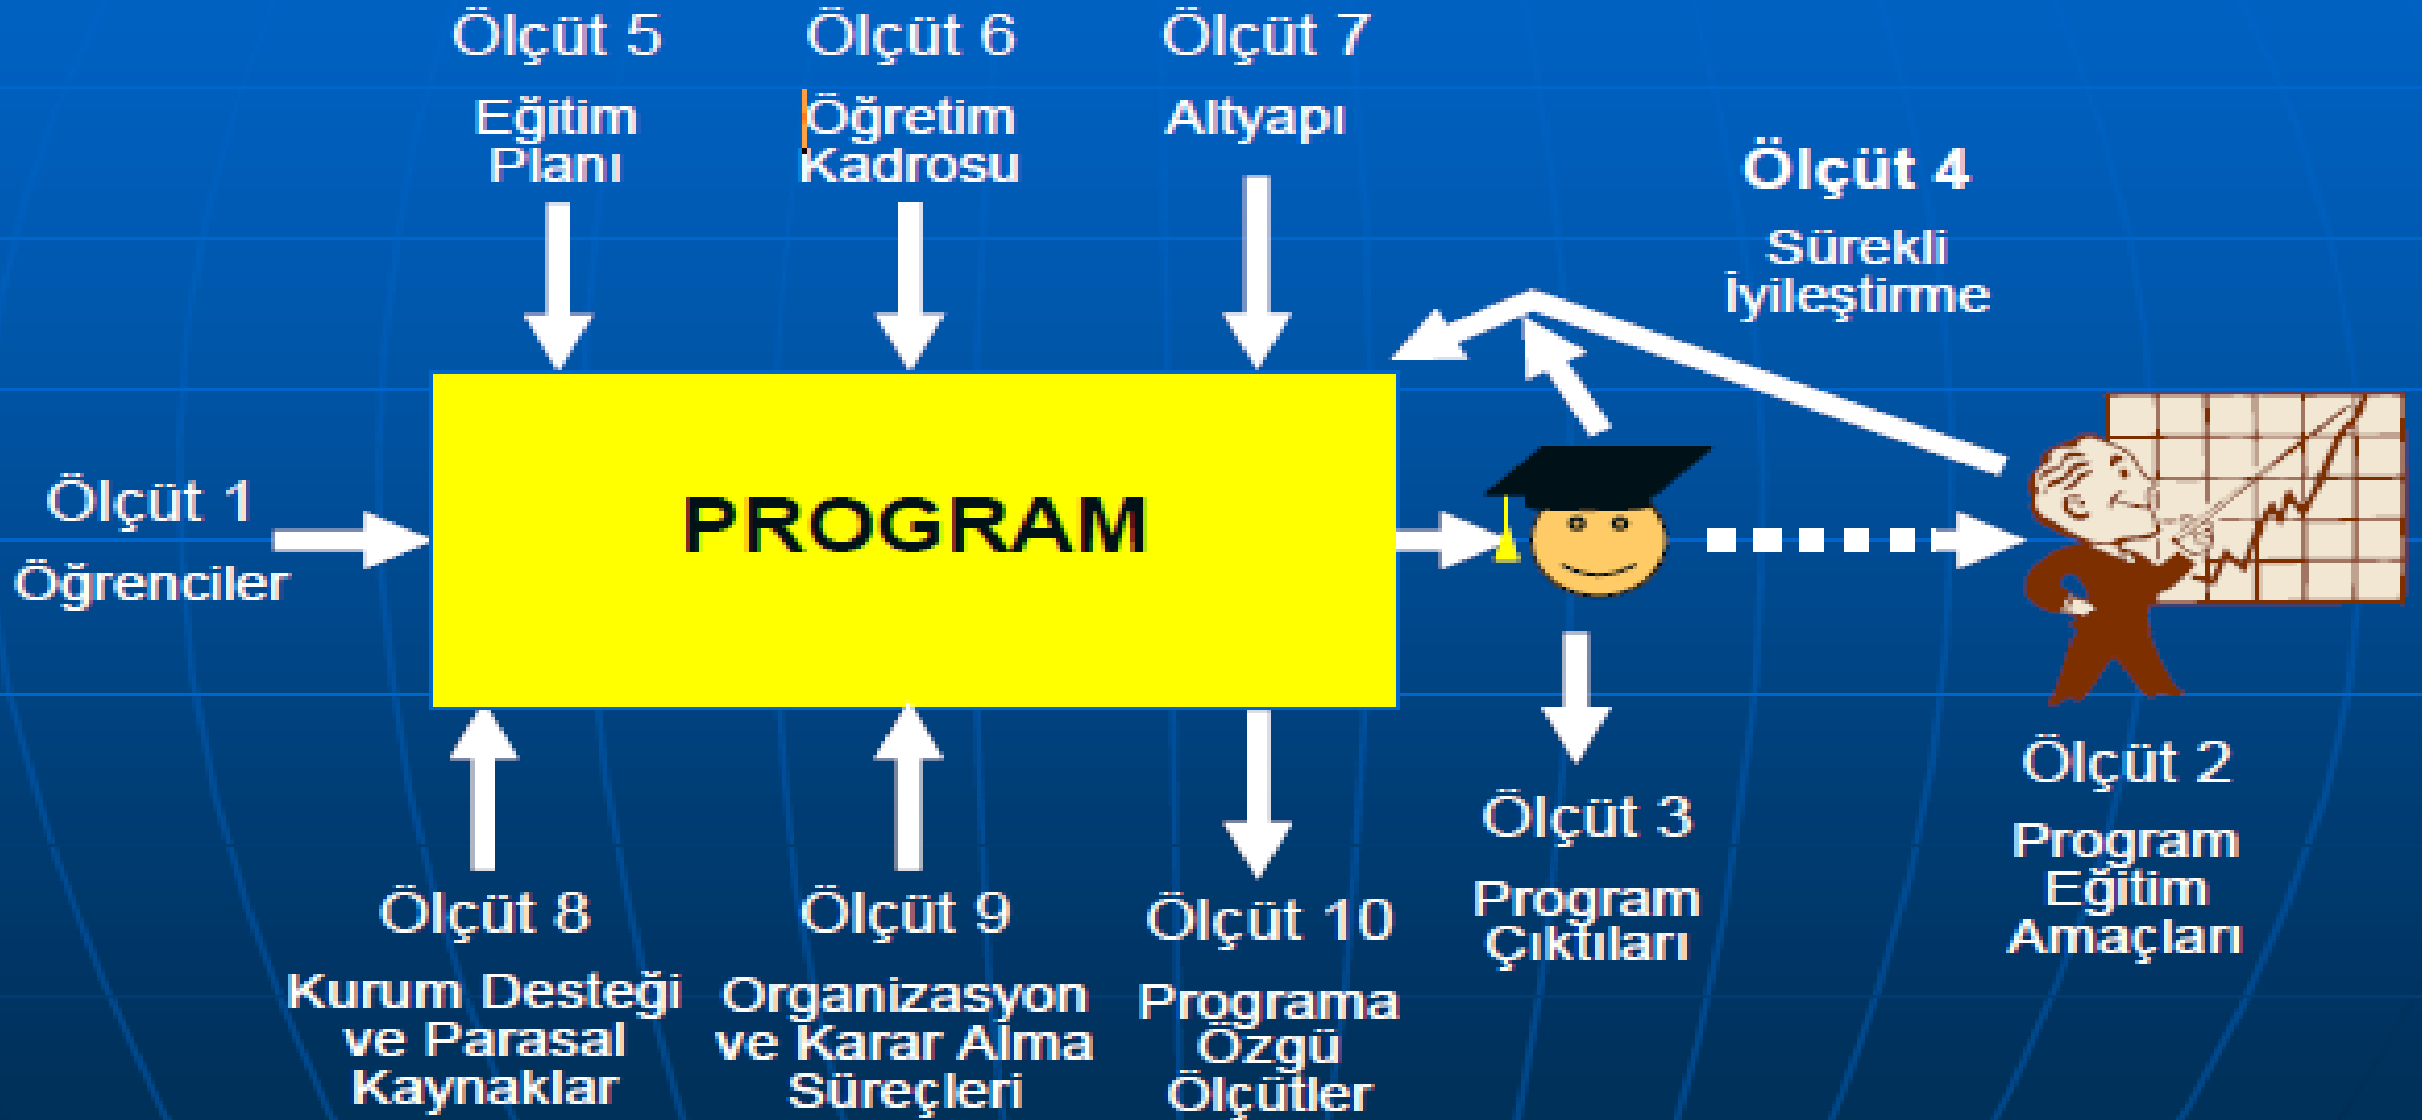 Ölçüt 5
Eğitim
Planı
Ölçüt 6
Öğretim
Kadrosu
Ölçüt 7
Altyapı
Ölçüt 4
Sürekli
İyileştirme
Ölçüt 1
Öğrenciler
PROGRAM
Ölçüt 8
Kurum Desteği
ve Parasal
Kaynaklar
Ölçüt 9
Organizasyon
ve Karar Alma
Süreçleri
Ölçüt 10
Programa
Özgü
Ölçütler
Ölçüt 3
Program
Çıktıları
Ölçüt 2
Program
Eğitim
Amaçları